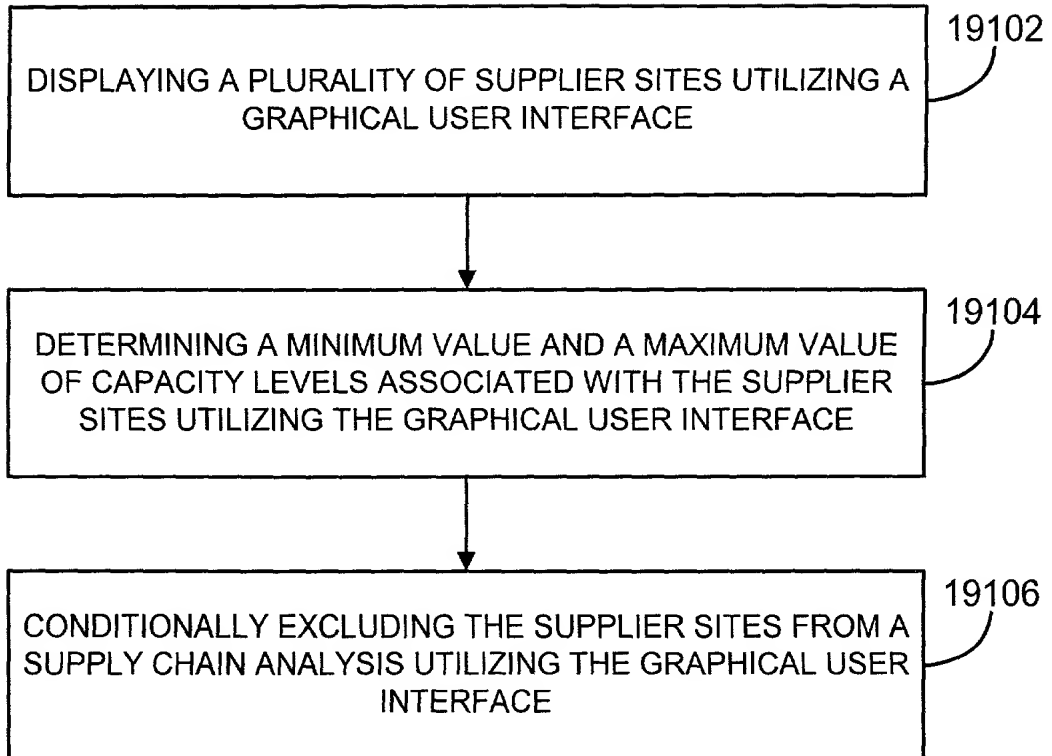 19102
DISPLAYING A PLURALITY OF SUPPLIER SITES UTILIZING A
GRAPHICAL USER INTERFACE
19104
DETERMINING A MINIMUM VALUE AND A MAXIMUM VALUE
OF CAPACITY LEVELS ASSOCIATED WITH THE SUPPLIER
SITES UTILIZING THE GRAPHICAL USER INTERFACE
19106
CONDITIONALLY EXCLUDING THE SUPPLIER SITES FROM A
SUPPLY CHAIN ANALYSIS UTILIZING THE GRAPHICAL USER
INTERFACE